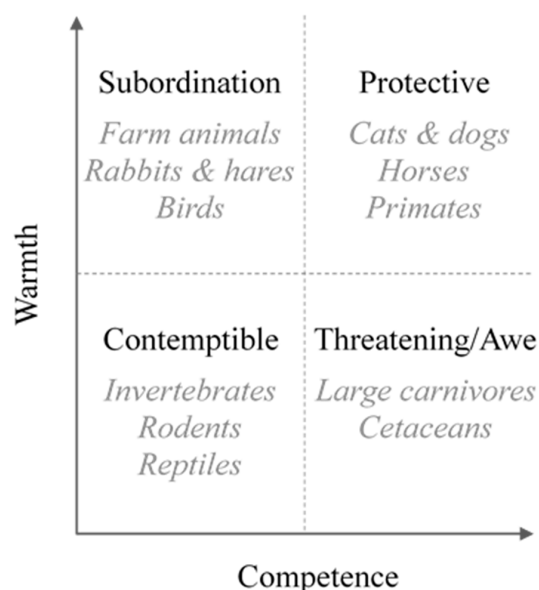 Subordination
Farm animals
Rabbits & hares
Birds
Protective
Cats & dogs
Horses
Primates
Warmth
Contemptible
Invertebrates
Rodents
Reptiles
Threatening/Awe
Large carnivores
Cetaceans
Competence